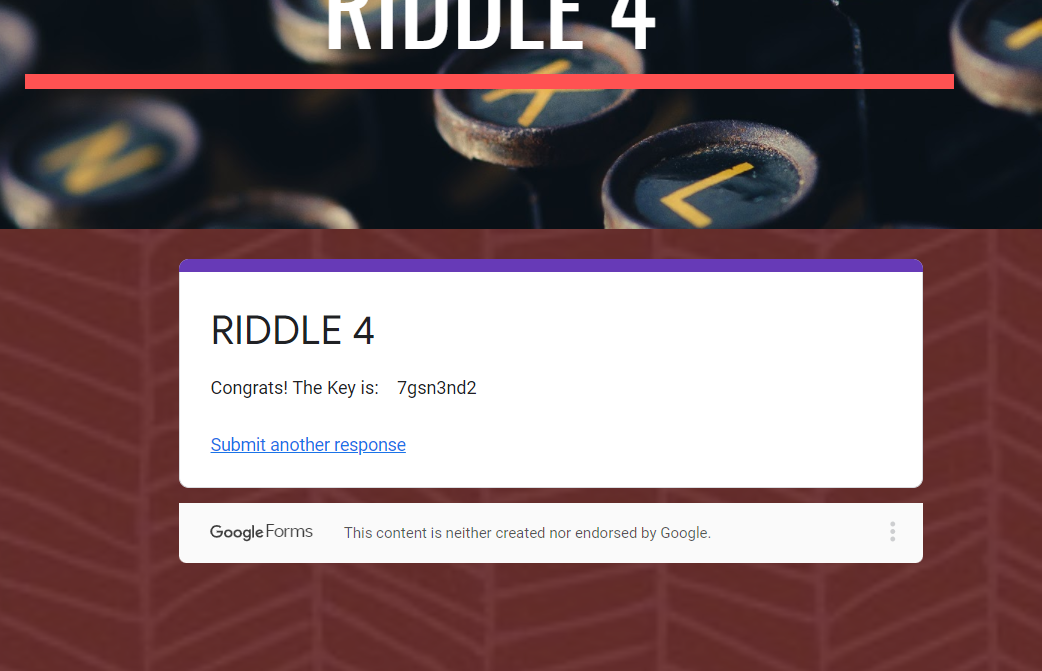 RIDDLE 4
N
L
RIDDLE 4
Congrats! The Key is: 7gsn3nd2
Submit another response
Google Forms
This content is neither created nor endorsed by Google.